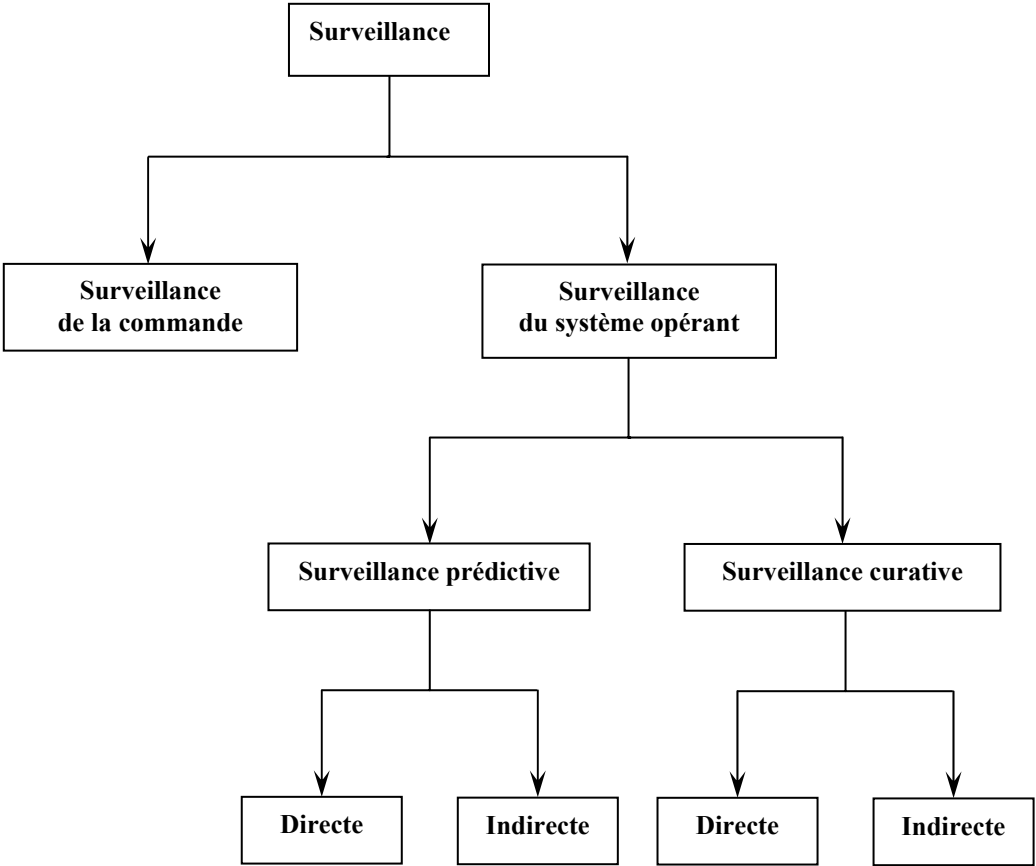 Surveillance
Surveillance
de la commande
Surveillance
du système opérant
Surveillance prédictive
Surveillance curative
Directe
Indirecte
Directe
Indirecte